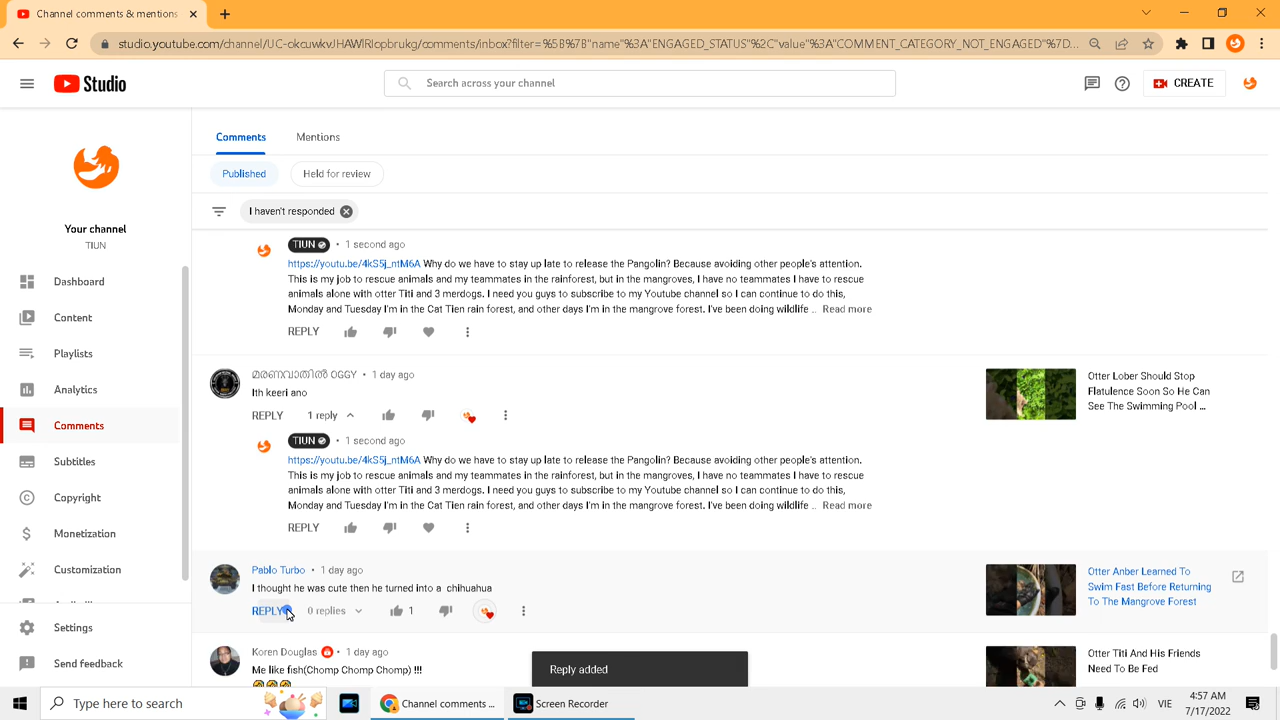 Channel comments & mentions
studio.youtube.com/channel/UC-okuwkvJHAWRlopbrukg/comments/inbox?filter=%5B%7B"name"%3A"ENGAGED_STATUS"%2C"value"%3A"COMMENT_CATEGORY_NOT_ENGAGED"%7D...
Studio
Search across your channel
CREATE
Your channel
TIUN
Dashboard
Content
Playlists
Analytics
Comments
Subtitles
Copyright
Monetization
Customization
Settings
Send feedback
Comments Mentions
Published Held for review
I haven't responded
TIUN • 1 second ago
https://youtu.be/4kS5j_ntM6A Why do we have to stay up late to release the Pangolin? Because avoiding other people's attention.
This is my job to rescue animals and my teammates in the rainforest, but in the mangroves, I have no teammates I have to rescue
animals alone with otter Titi and 3 merdogs. I need you guys to subscribe to my Youtube channel so I can continue to do this,
Monday and Tuesday I'm in the Cat Tien rain forest, and other days I'm in the mangrove forest. I've been doing wildlife .. Read more
REPLY
മരണവാതിൽ OGGY • 1 day ago
Ith keeri ano
REPLY 1 reply
Otter Lober Should Stop
Flatulence Soon So He Can
See The Swimming Pool ...
TIUN • 1 second ago
https://youtu.be/4kS5j_ntM6A Why do we have to stay up late to release the Pangolin? Because avoiding other people's attention.
This is my job to rescue animals and my teammates in the rainforest, but in the mangroves, I have no teammates I have to rescue
animals alone with otter Titi and 3 merdogs. I need you guys to subscribe to my Youtube channel so I can continue to do this,
Monday and Tuesday I'm in the Cat Tien rain forest, and other days I'm in the mangrove forest. I've been doing wildlife .. Read more
REPLY
Pablo Turbo • 1 day ago
I thought he was cute then he turned into a chihuahua
REPLY 0 replies 1
Otter Anber Learned To
Swim Fast Before Returning
To The Mangrove Forest
Koren Douglas • 1 day ago
Me like fish(Chomp Chomp Chomp) !!!
Otter Titi And His Friends
Need To Be Fed
Reply added
Type here to search
Channel comments ...
Screen Recorder
VIE
4:57 AM
7/17/2022